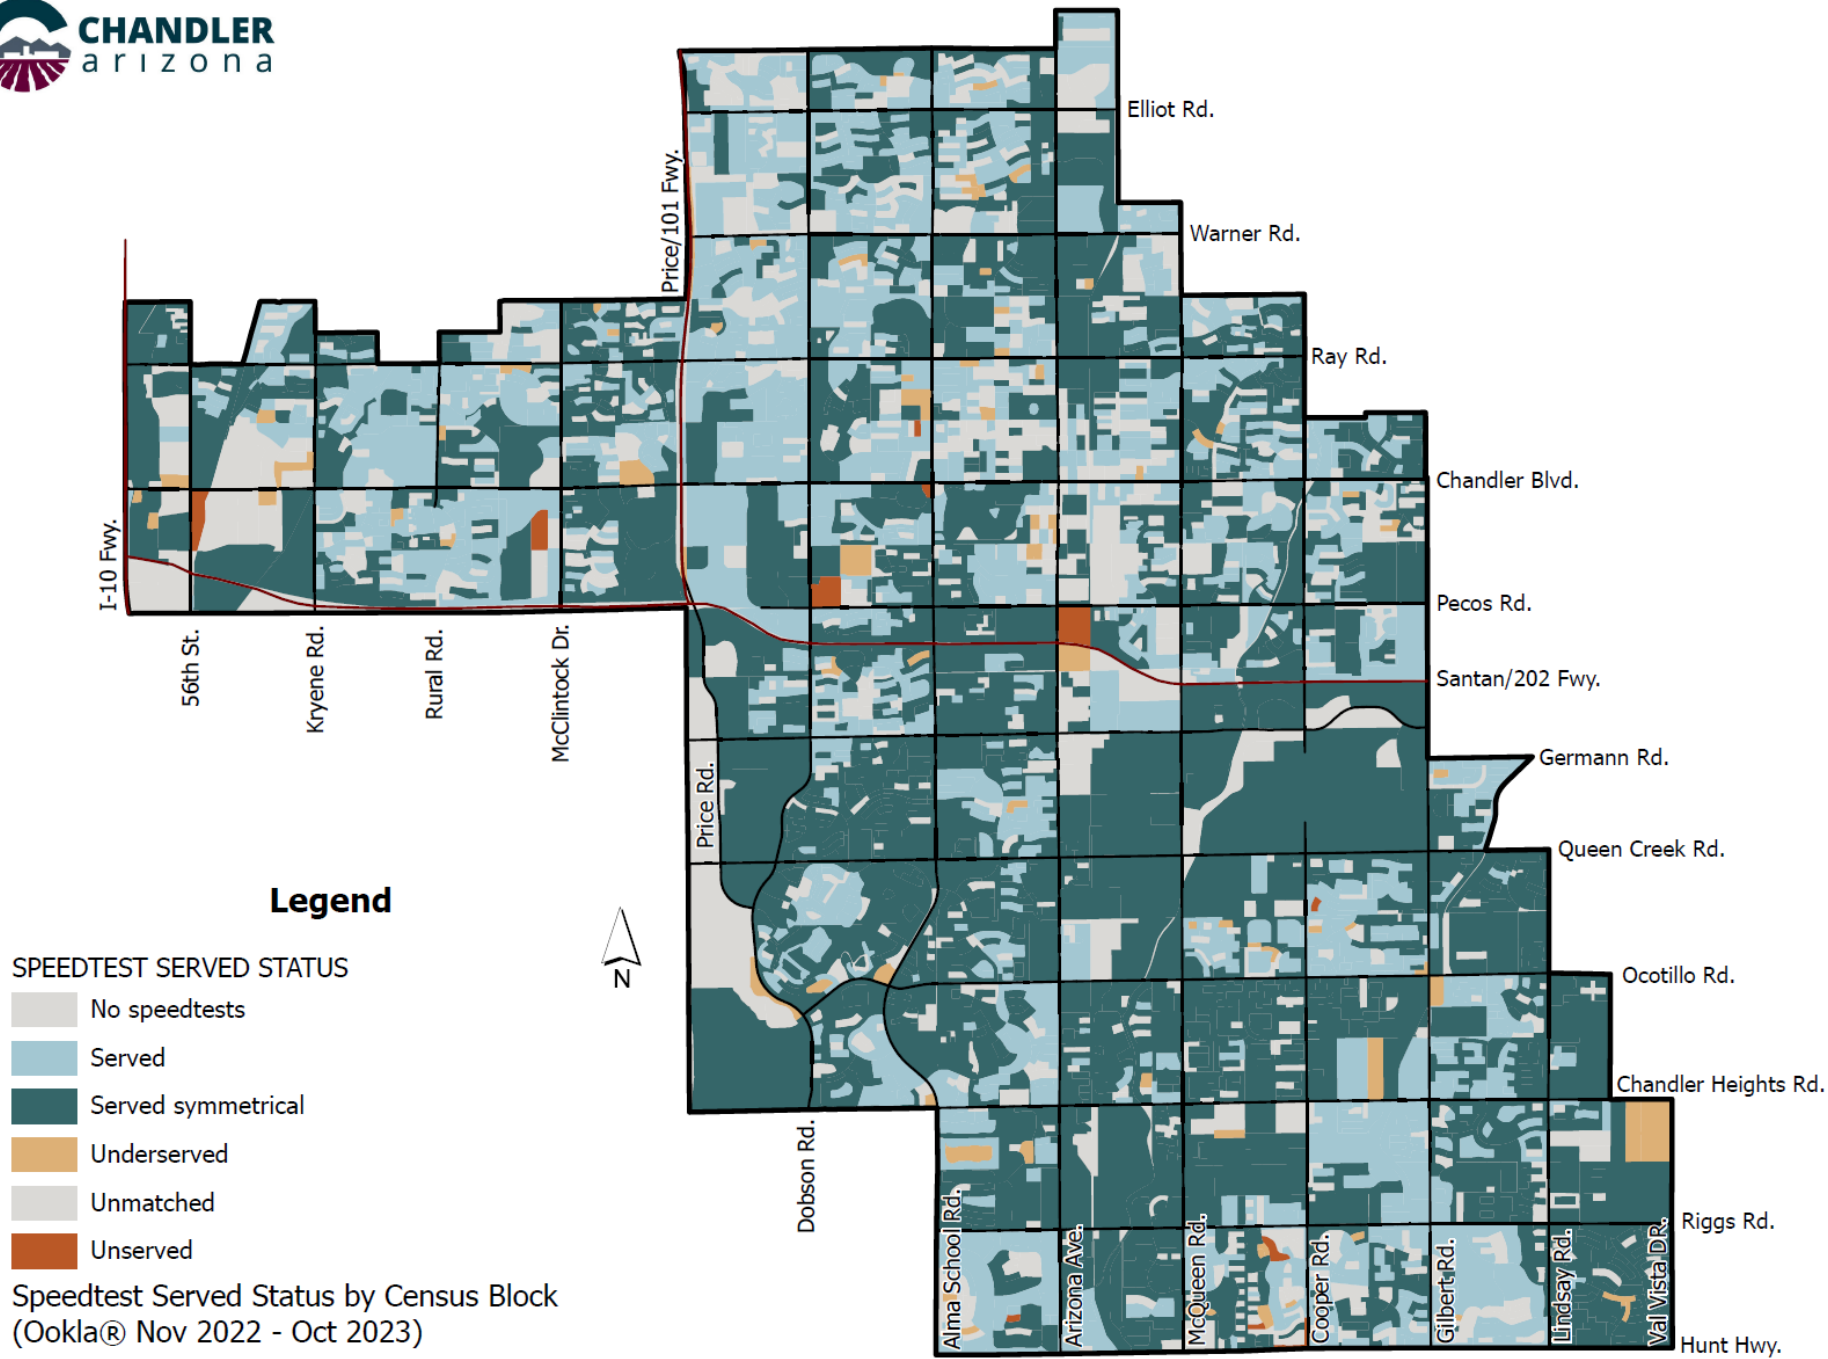 CHANDLER
arizona
Elliot Rd.
Warner Rd.
Price/101 Fwy.
Ray Rd.
Chandler Blvd.
I-10 Fwy.
Pecos Rd.
56th St.
Kryene Rd.
Rural Rd.
McClintock Dr.
Santan/202 Fwy.
Germann Rd.
Price Rd.
Queen Creek Rd.
Legend
N
SPEEDTEST SERVED STATUS
No speedtests
Served
Served symmetrical
Underserved
Unmatched
Unserved
Speedtest Served Status by Census Block
(Ookla® Nov 2022 - Oct 2023)
Ocotillo Rd.
Chandler Heights Rd.
Dobson Rd.
Riggs Rd.
Alma School Rd.
Arizona Ave.
McQueen Rd.
Cooper Rd.
Gilbert Rd.
Lindsay Rd.
Val Vista DR.
Hunt Hwy.